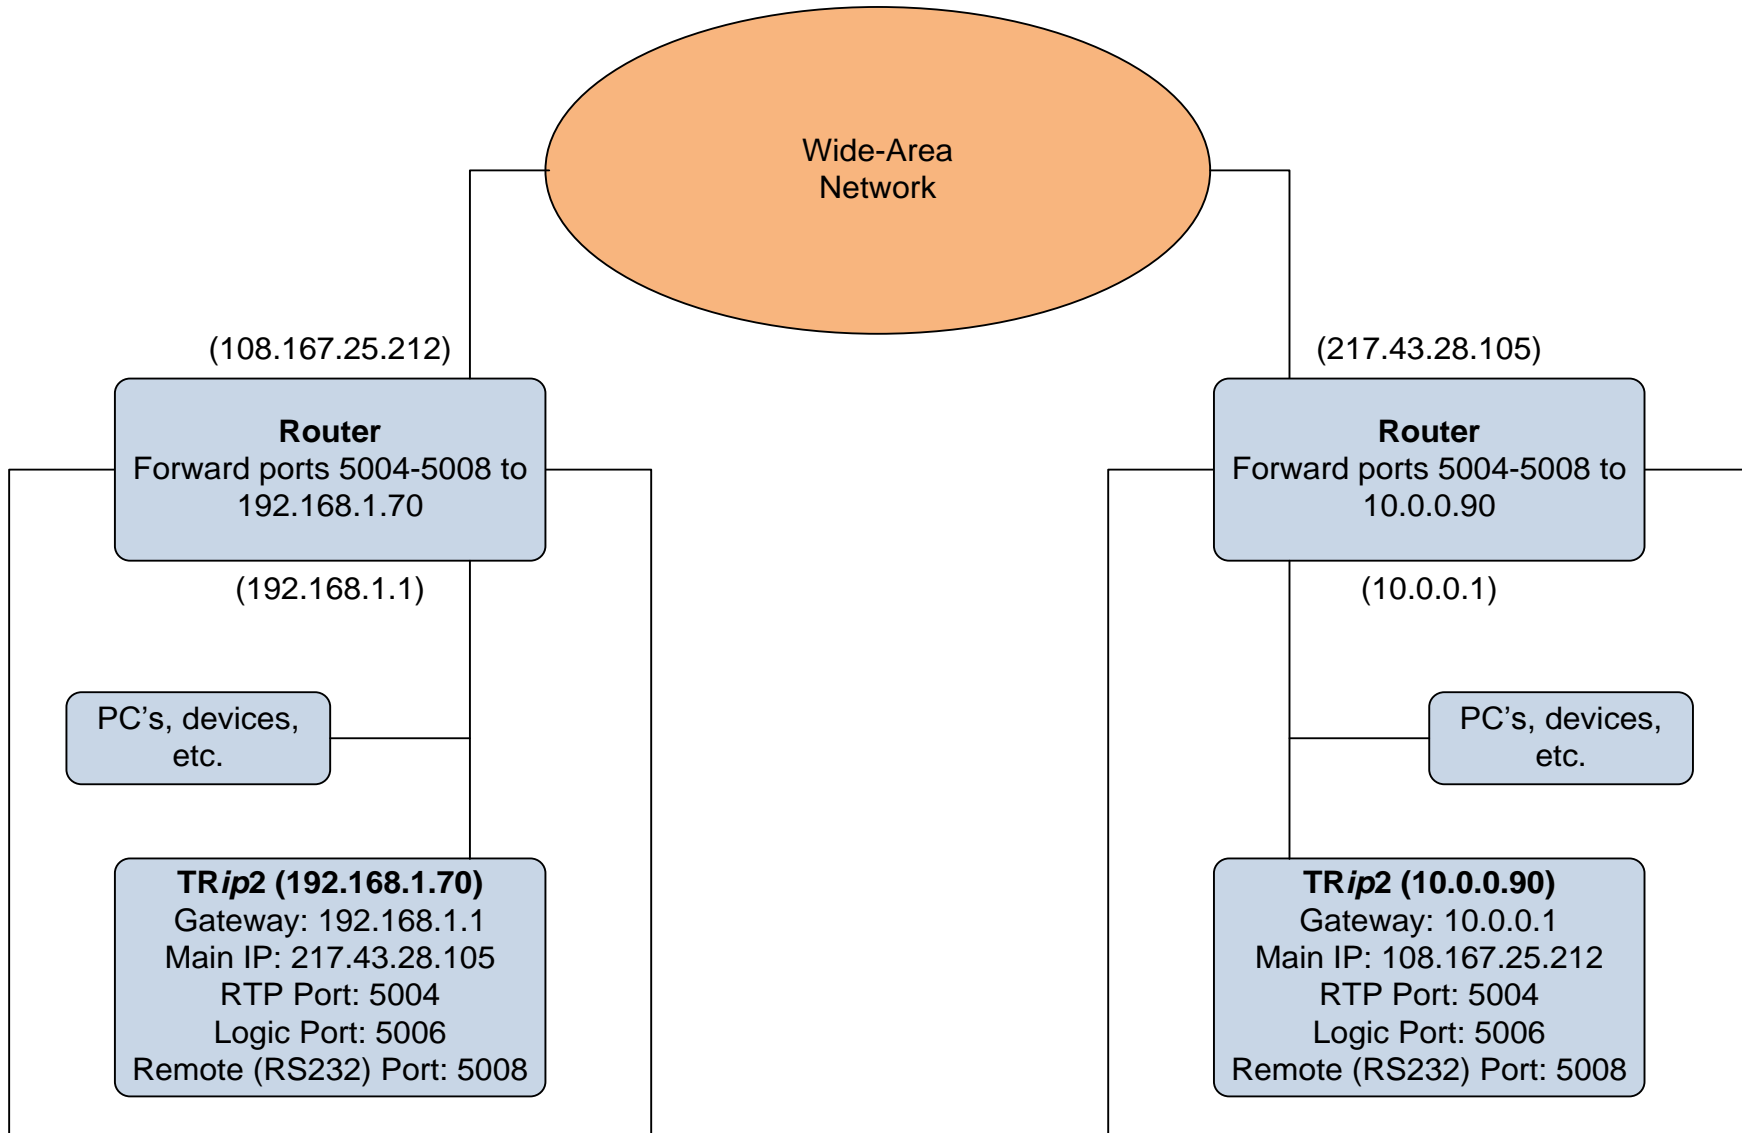 Wide-Area
Network
(108.167.25.212)
(217.43.28.105)
Router
Forward ports 5004-5008 to
192.168.1.70
Router
Forward ports 5004-5008 to
10.0.0.90
(192.168.1.1)
(10.0.0.1)
PC's, devices,
etc.
PC's, devices,
etc.
TRip2 (192.168.1.70)
Gateway: 192.168.1.1
Main IP: 217.43.28.105
RTP Port: 5004
Logic Port: 5006
Remote (RS232) Port: 5008
TRip2 (10.0.0.90)
Gateway: 10.0.0.1
Main IP: 108.167.25.212
RTP Port: 5004
Logic Port: 5006
Remote (RS232) Port: 5008